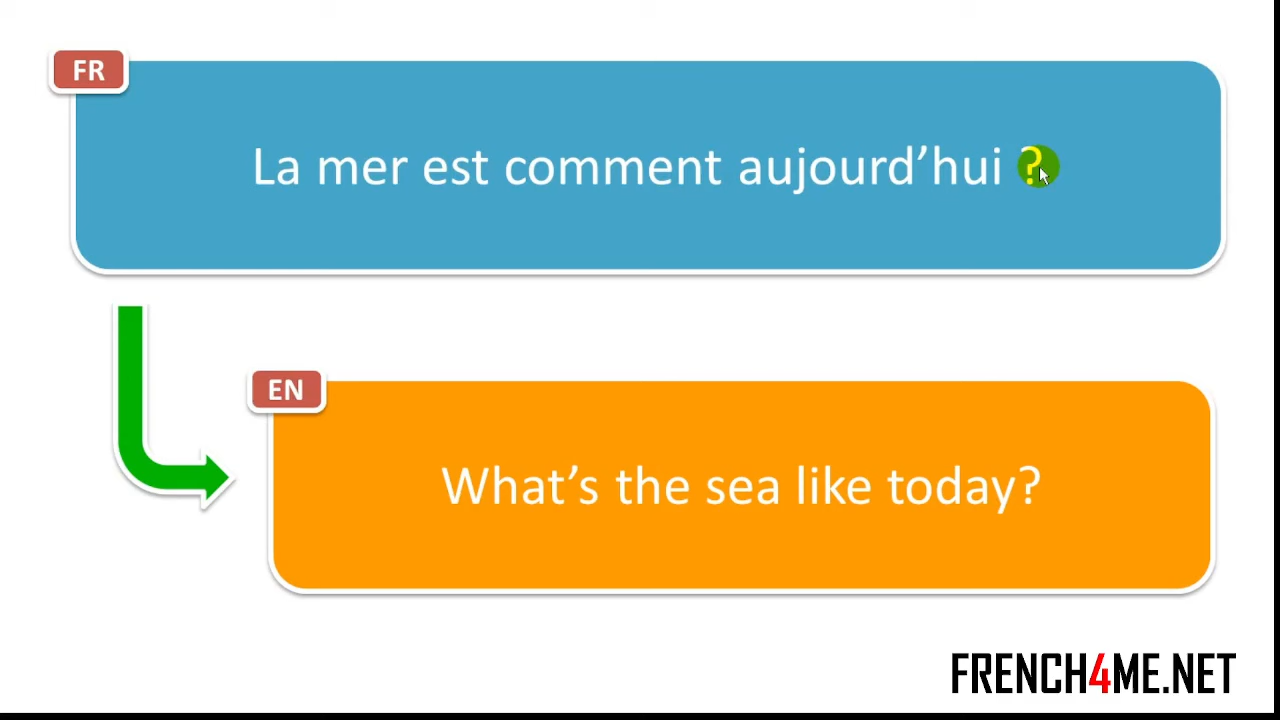 FR
La mer est comment aujourd’hui ?
EN
What’s the sea like today?
FRENCH4ME.NET